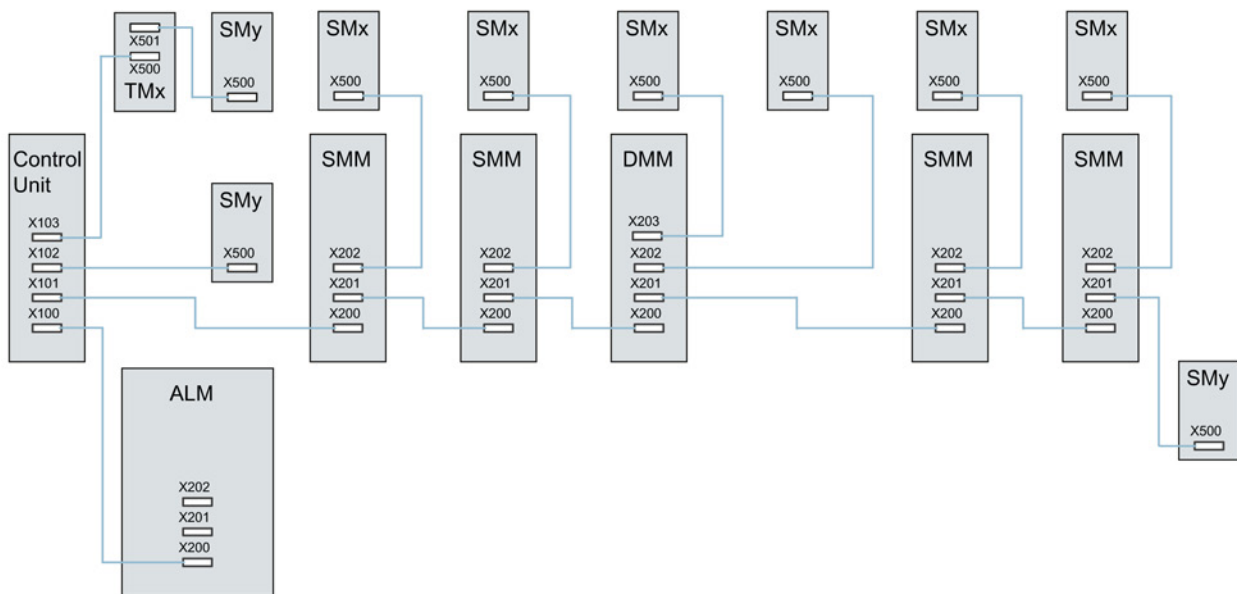 X501
X500
TMx
SMy
X500
SMx
X500
SMx
X500
SMx
X500
SMx
X500
SMx
X500
SMx
X500
Control
Unit
X103
X102
X101
X100
SMy
X500
SMM
X202
X201
X200
SMM
X202
X201
X200
DMM
X203
X202
X201
X200
SMM
X202
X201
X200
SMM
X202
X201
X200
SMy
X500
ALM
X202
X201
X200